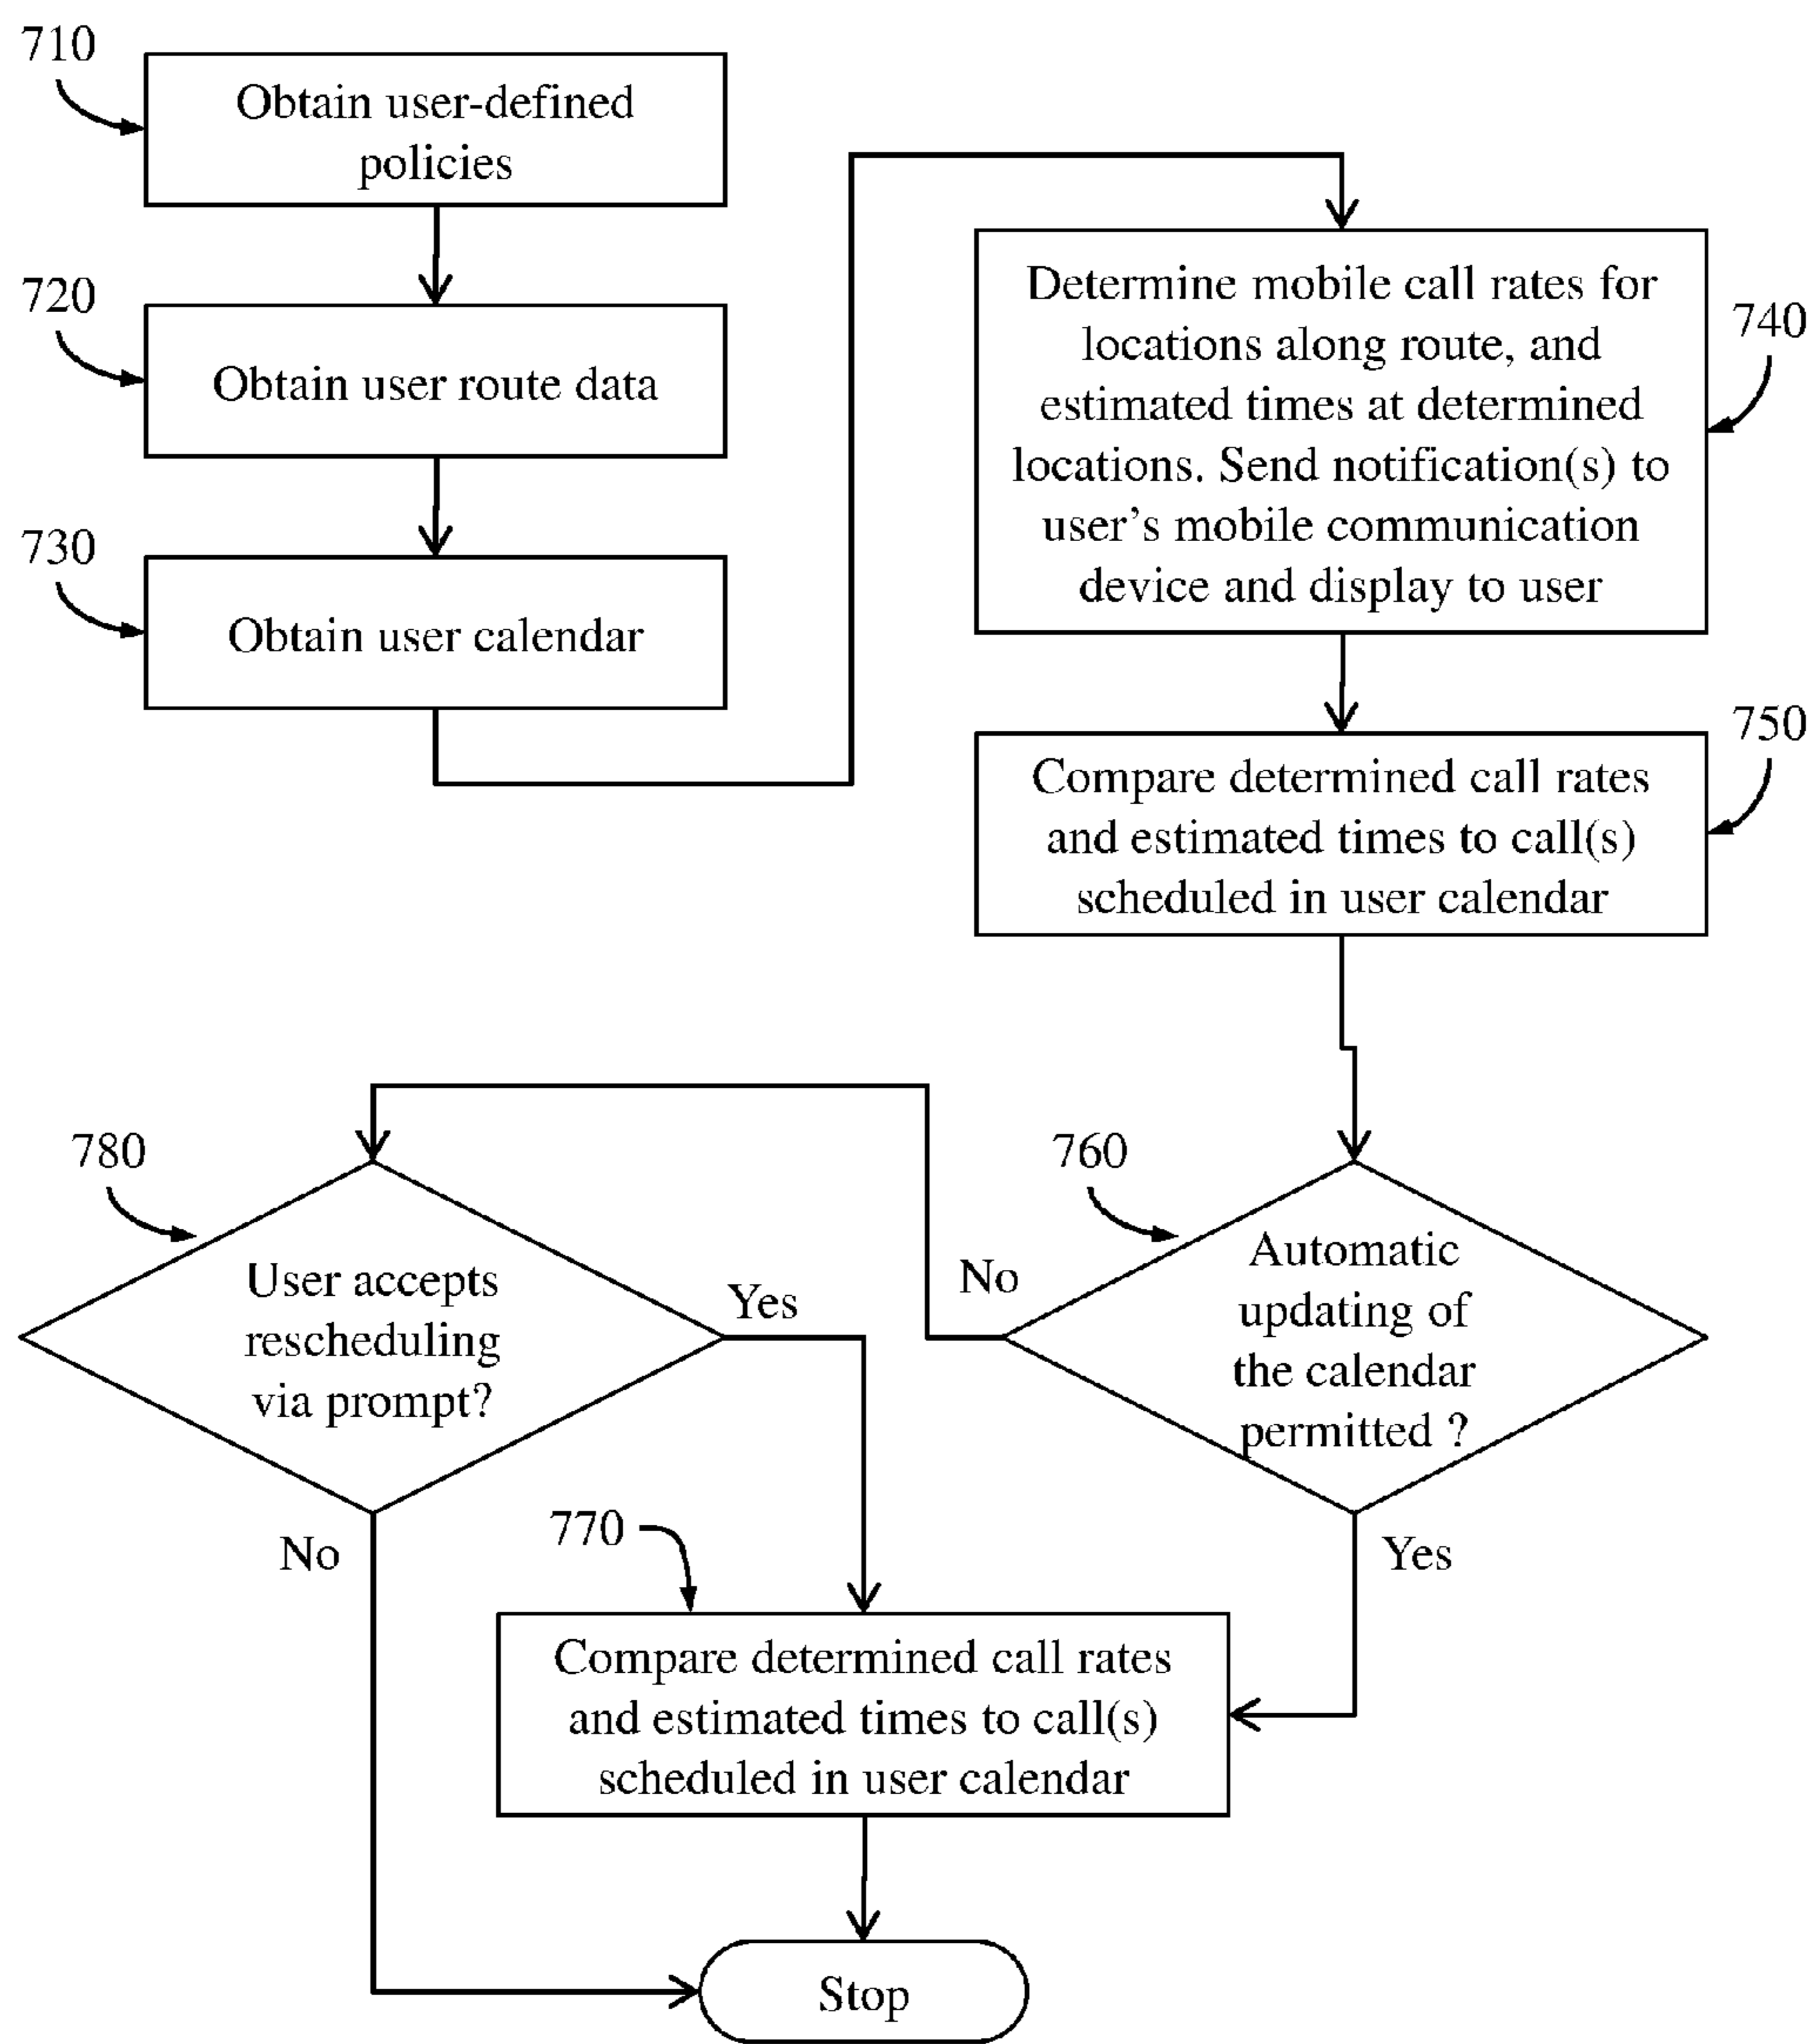 710
Obtain user-defined
policies
720
Obtain user route data
730
Obtain user calendar
740
Determine mobile call rates for
locations along route, and
estimated times at determined
locations. Send notification(s) to
user's mobile communication
device and display to user
750
Compare determined call rates
and estimated times to call(s)
scheduled in user calendar
760
Automatic
updating of
the calendar
permitted ?
No
Yes
780
User accepts
rescheduling
via prompt?
Yes
No
770
Compare determined call rates
and estimated times to call(s)
scheduled in user calendar
Stop